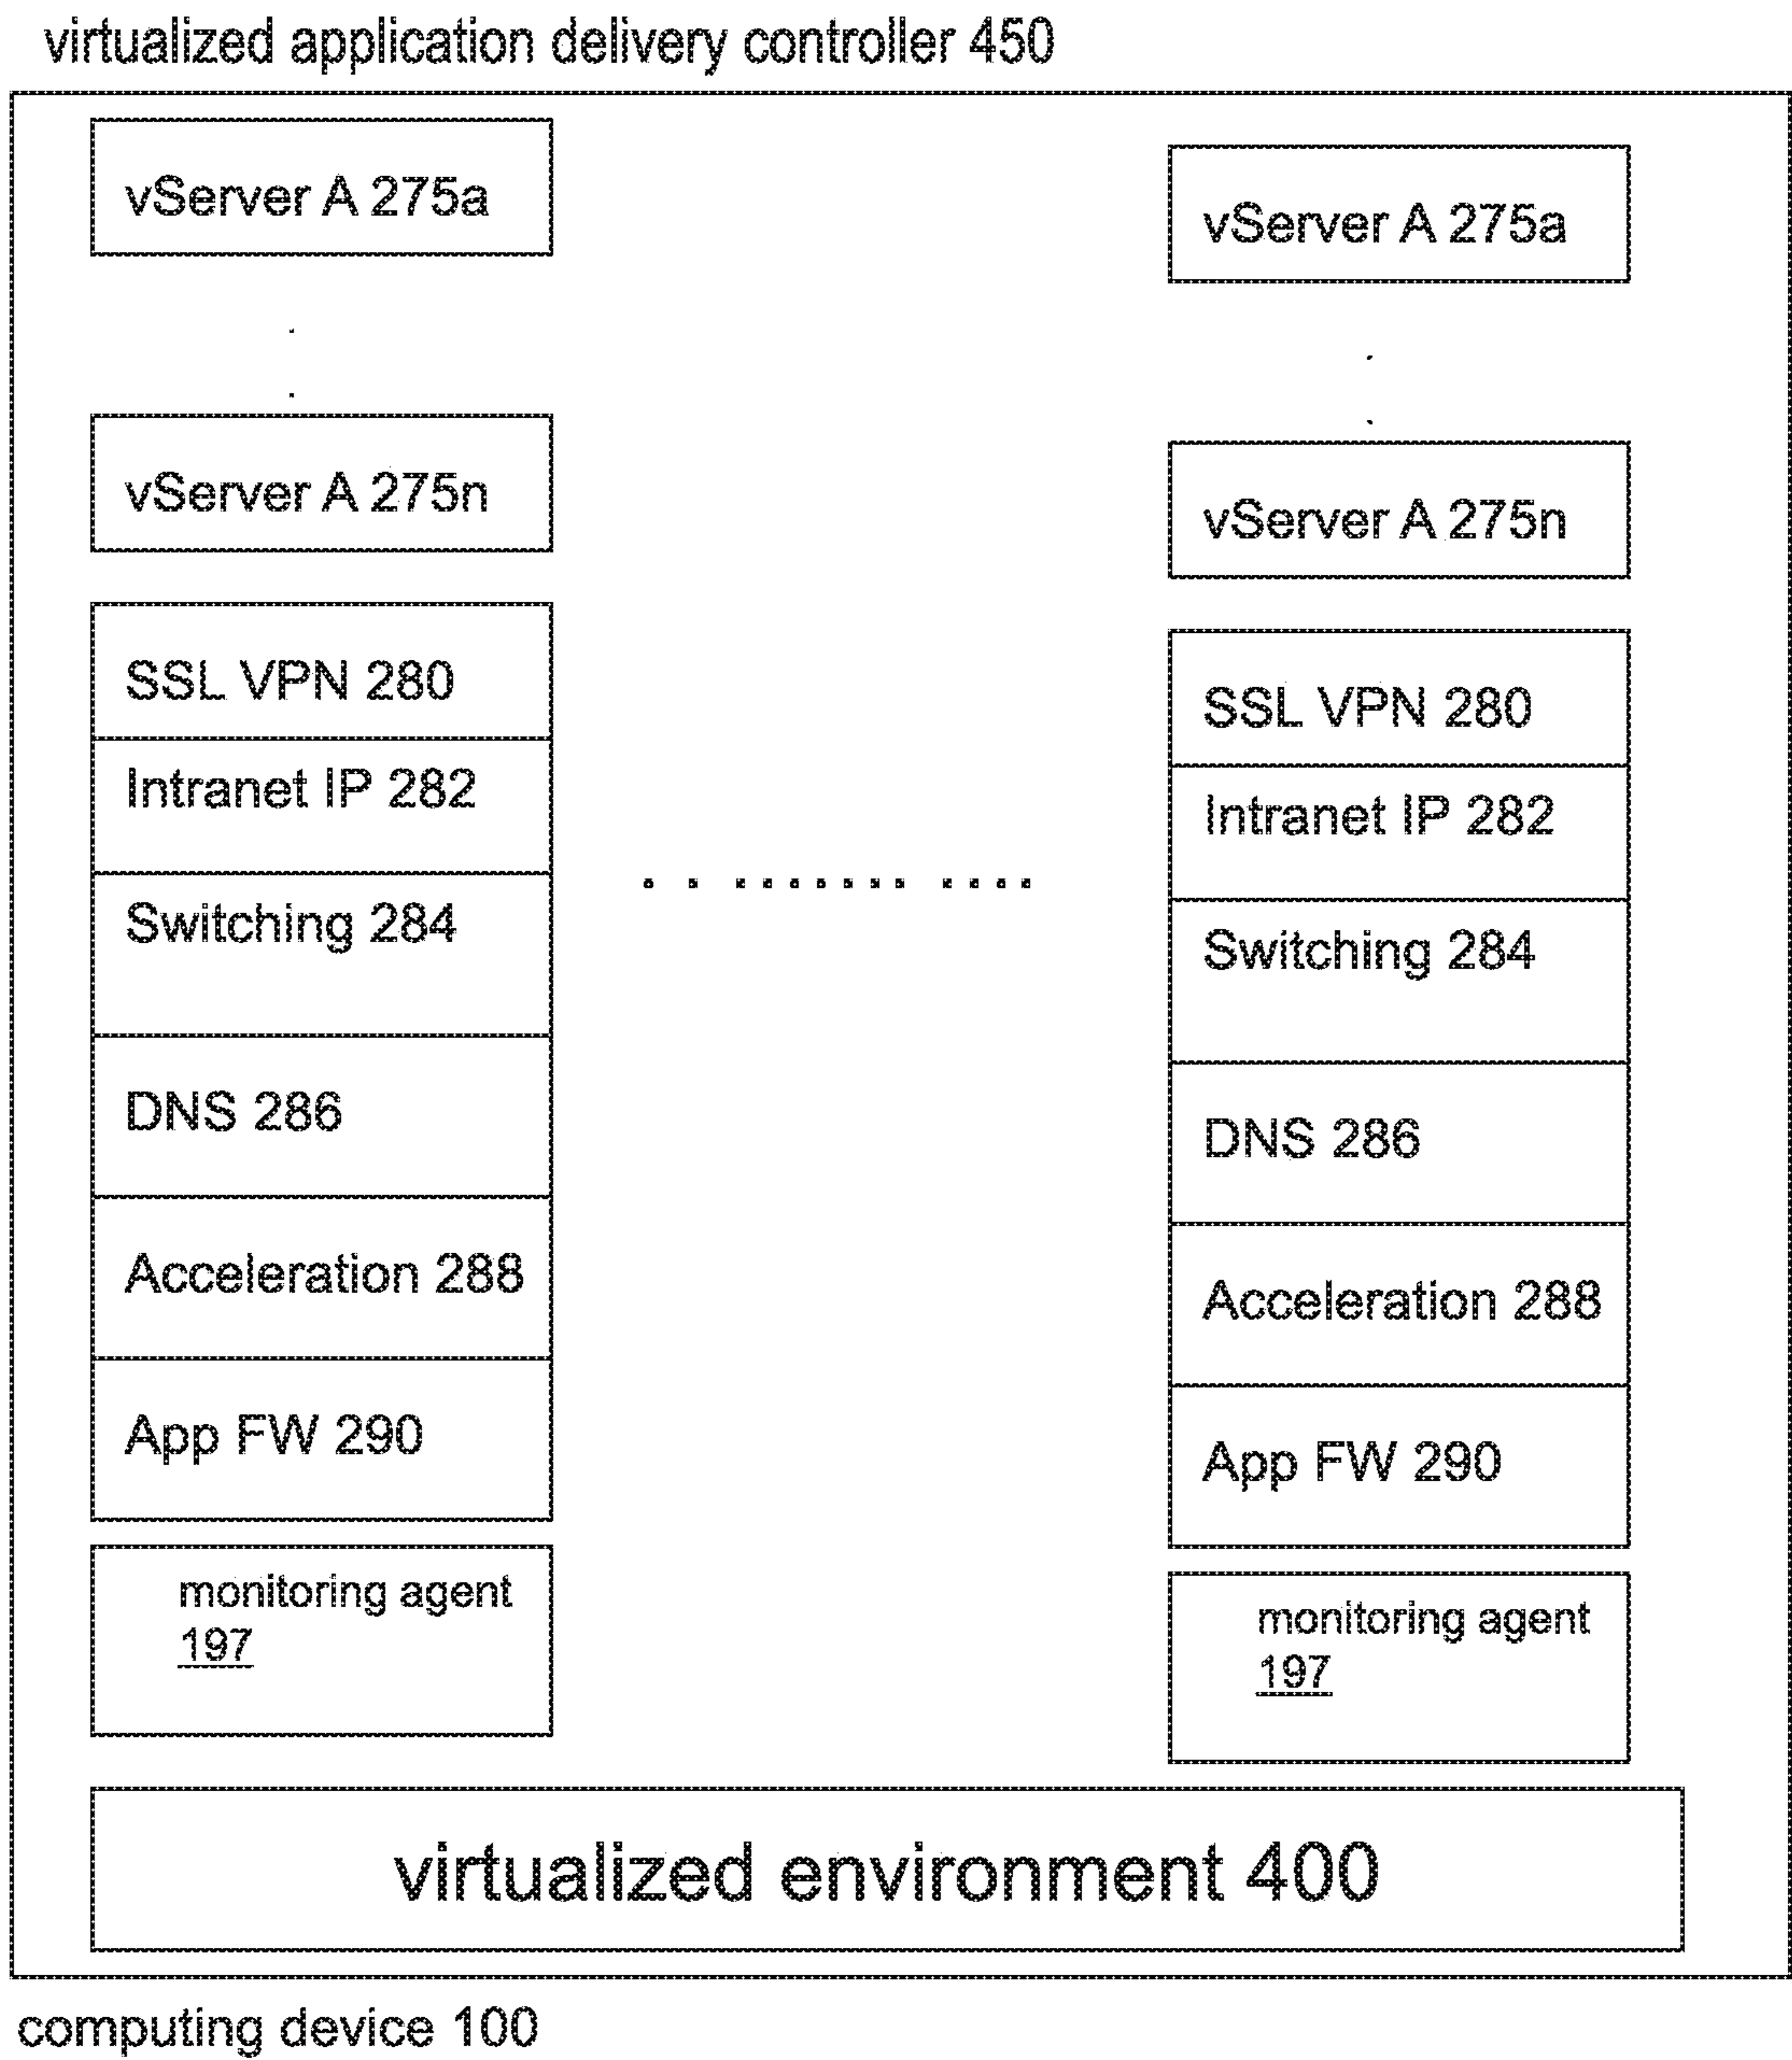 virtualized application delivery controller 450
vServer A 275a
vServer A 275n
SSL VPN 280
Intranet IP 282
Switching 284
DNS 286
Acceleration 288
App FW 290
monitoring agent
197
vServer A 275a
vServer A 275n
SSL VPN 280
Intranet IP 282
Switching 284
DNS 286
Acceleration 288
App FW 290
monitoring agent
197
virtualized environment 400
computing device 100